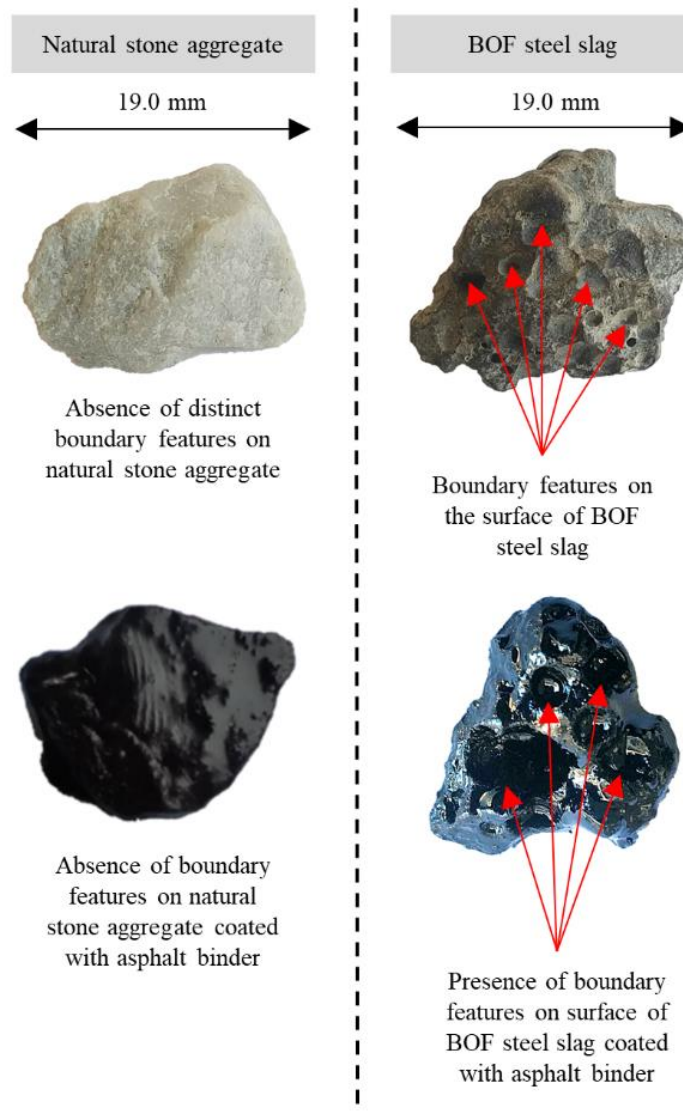 Natural stone aggregate
19.0 mm
Absence of distinct
boundary features on
natural stone aggregate
Absence of boundary
features on natural
stone aggregate coated
with asphalt binder
BOF steel slag
19.0 mm
Boundary features on
the surface of BOF
steel slag
Presence of boundary
features on surface of
BOF steel slag coated
with asphalt binder